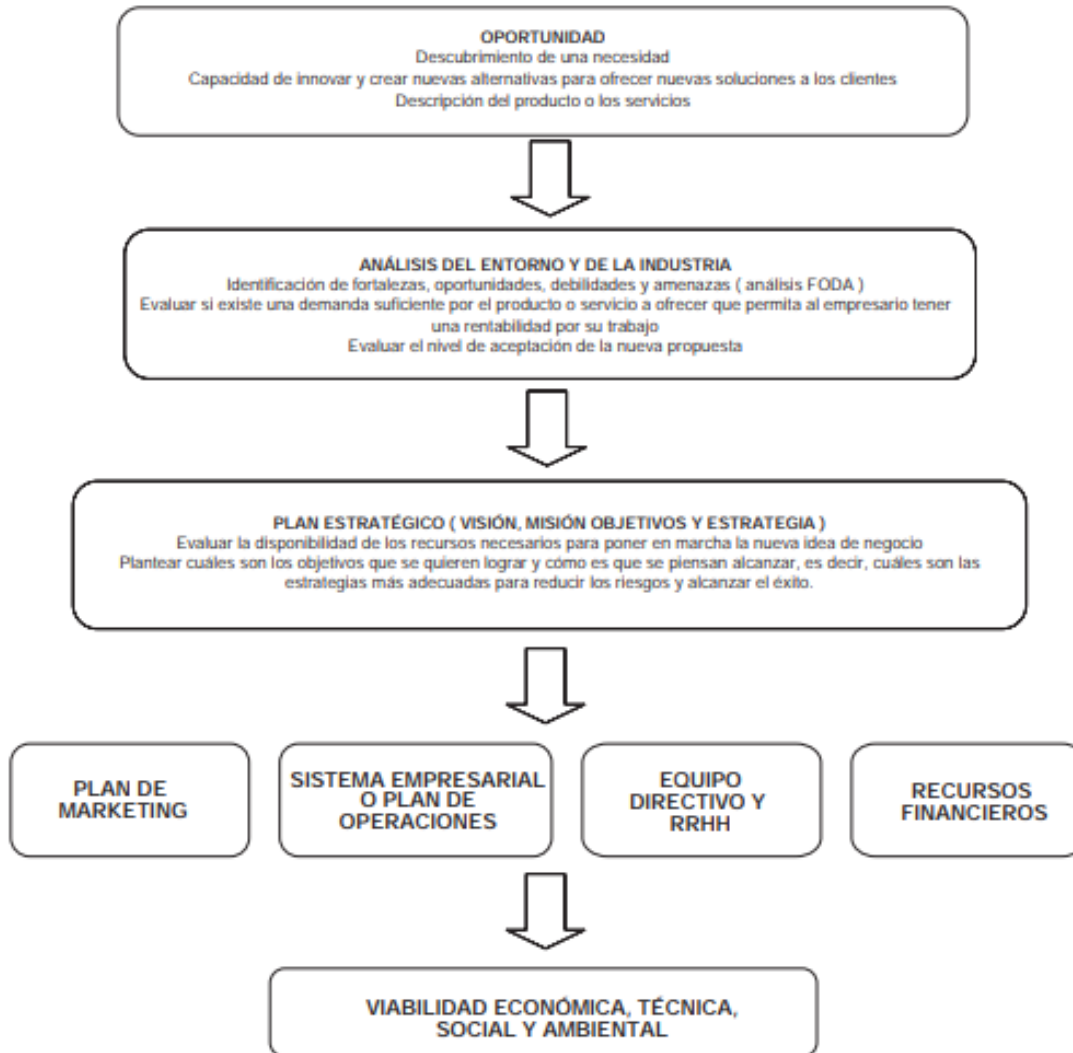 OPORTUNIDAD
Descubrimiento de una necesidad
Capacidad de innovar y crear nuevas alternativas para ofrecer nuevas soluciones a los clientes
Descripción del producto o los servicios
ANÁLISIS DEL ENTORNO Y DE LA INDUSTRIA
Identificación de fortalezas, oportunidades, debilidades y amenazas ( análisis FODA )
Evaluar si existe una demanda suficiente por el producto o servicio a ofrecer que permita al empresario tener
una rentabilidad por su trabajo
Evaluar el nivel de aceptación de la nueva propuesta
PLAN ESTRATÉGICO ( VISIÓN, MISIÓN OBJETIVOS Y ESTRATEGIA )
Evaluar la disponibilidad de los recursos necesarios para poner en marcha la nueva idea de negocio
Plantear cuáles son los objetivos que se quieren lograr y cómo es que se piensan alcanzar, es decir, cuáles son las
estrategias más adecuadas para reducir los riesgos y alcanzar el éxito.
PLAN DE
MARKETING
SISTEMA EMPRESARIAL
O PLAN DE
OPERACIONES
EQUIPO
DIRECTIVO Y
RRHH
RECURSOS
FINANCIEROS
VIABILIDAD ECONÓMICA, TÉCNICA,
SOCIAL Y AMBIENTAL